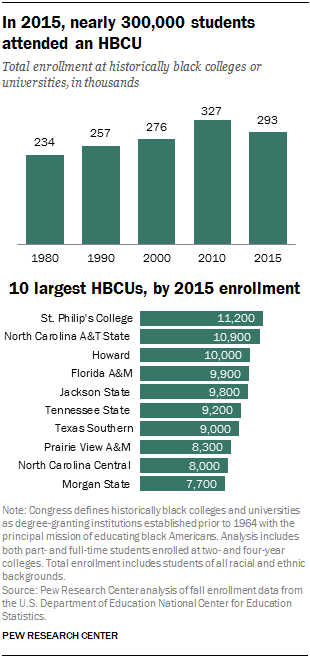 In 2015, nearly 300,000 students
attended an HBCU
Total enrollment at historically black colleges or
universities, in thousands
234
257
276
327
293
1980
1990
2000
2010
2015
10 largest HBCUs, by 2015 enrollment
St. Philip's College 11,200
North Carolina A&T State 10,900
Howard 10,000
Florida A&M 9,900
Jackson State 9,800
Tennessee State 9,200
Texas Southern 9,000
Prairie View A&M 8,300
North Carolina Central 8,000
Morgan State 7,700
Note: Congress defines historically black colleges and universities
as degree-granting institutions established prior to 1964 with the
principal mission of educating black Americans. Analysis includes
both part- and full-time students enrolled at two- and four-year
colleges. Total enrollment includes students of all racial and ethnic
backgrounds.
Source: Pew Research Center analysis of fall enrollment data from
the U.S. Department of Education National Center for Education
Statistics.
PEW RESEARCH CENTER